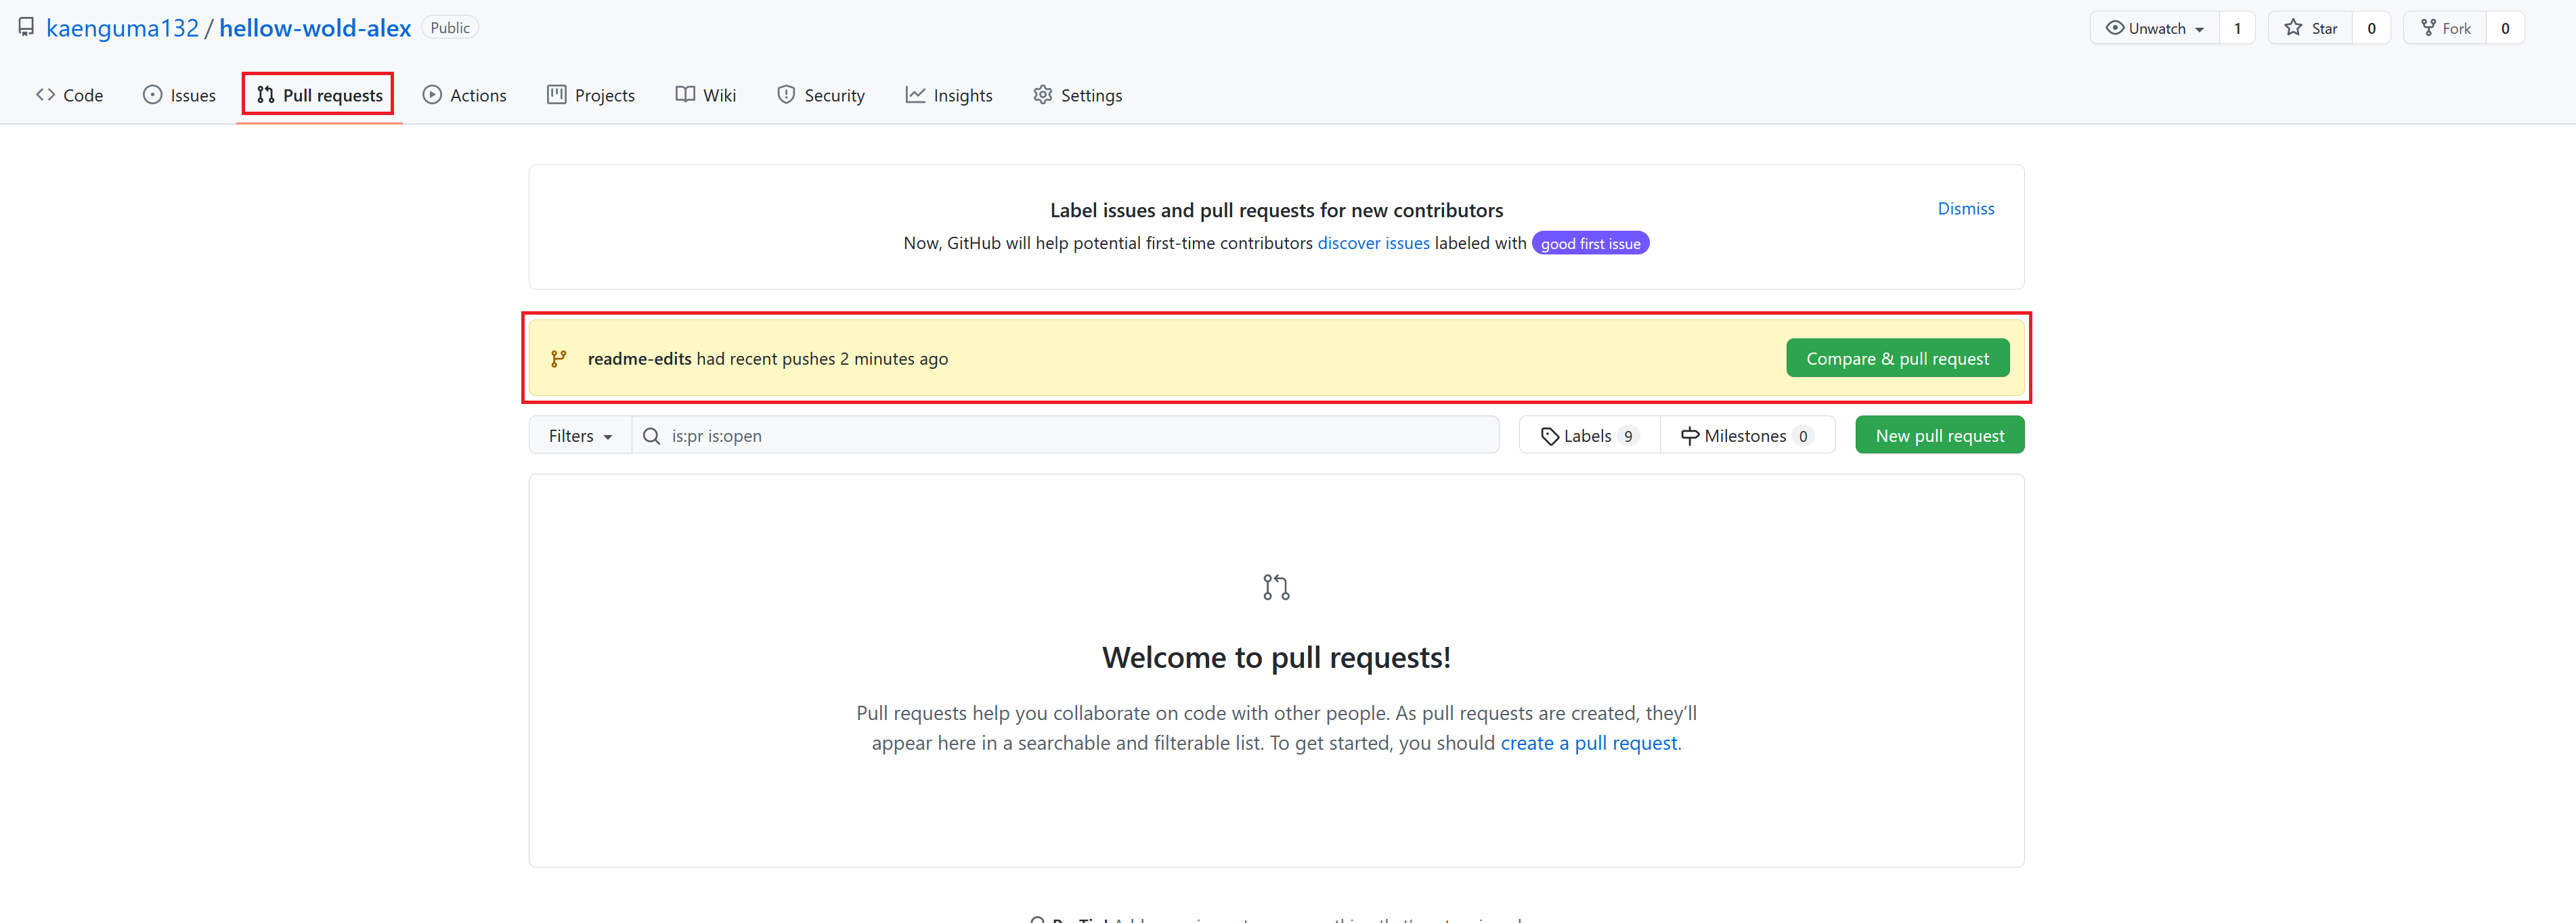 kaenguma132 / hellow-wold-alex Public Unwatch 1 Star 0 Fork 0
Code Issues Pull requests Actions Projects Wiki Security Insights Settings
Label issues and pull requests for new contributors Dismiss
Now, GitHub will help potential first-time contributors discover issues labeled with good first issue
readme-edits had recent pushes 2 minutes ago Compare & pull request
Filters is:pr is:open Labels 9 Milestones 0 New pull request
Welcome to pull requests!
Pull requests help you collaborate on code with other people. As pull requests are created, they’ll
appear here in a searchable and filterable list. To get started, you should create a pull request.